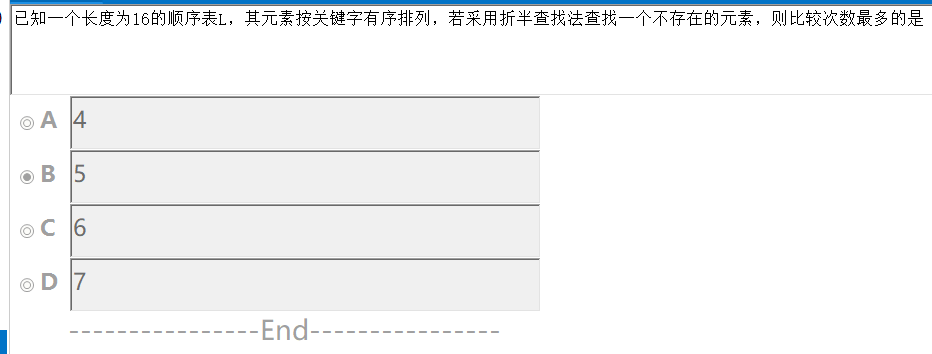 已知一个长度为16的顺序表L，其元素按关键字有序排列，若采用折半查找法查找一个不存在的元素，则比较次数最多的是
A 4
B 5
C 6
D 7
---------------End---------------